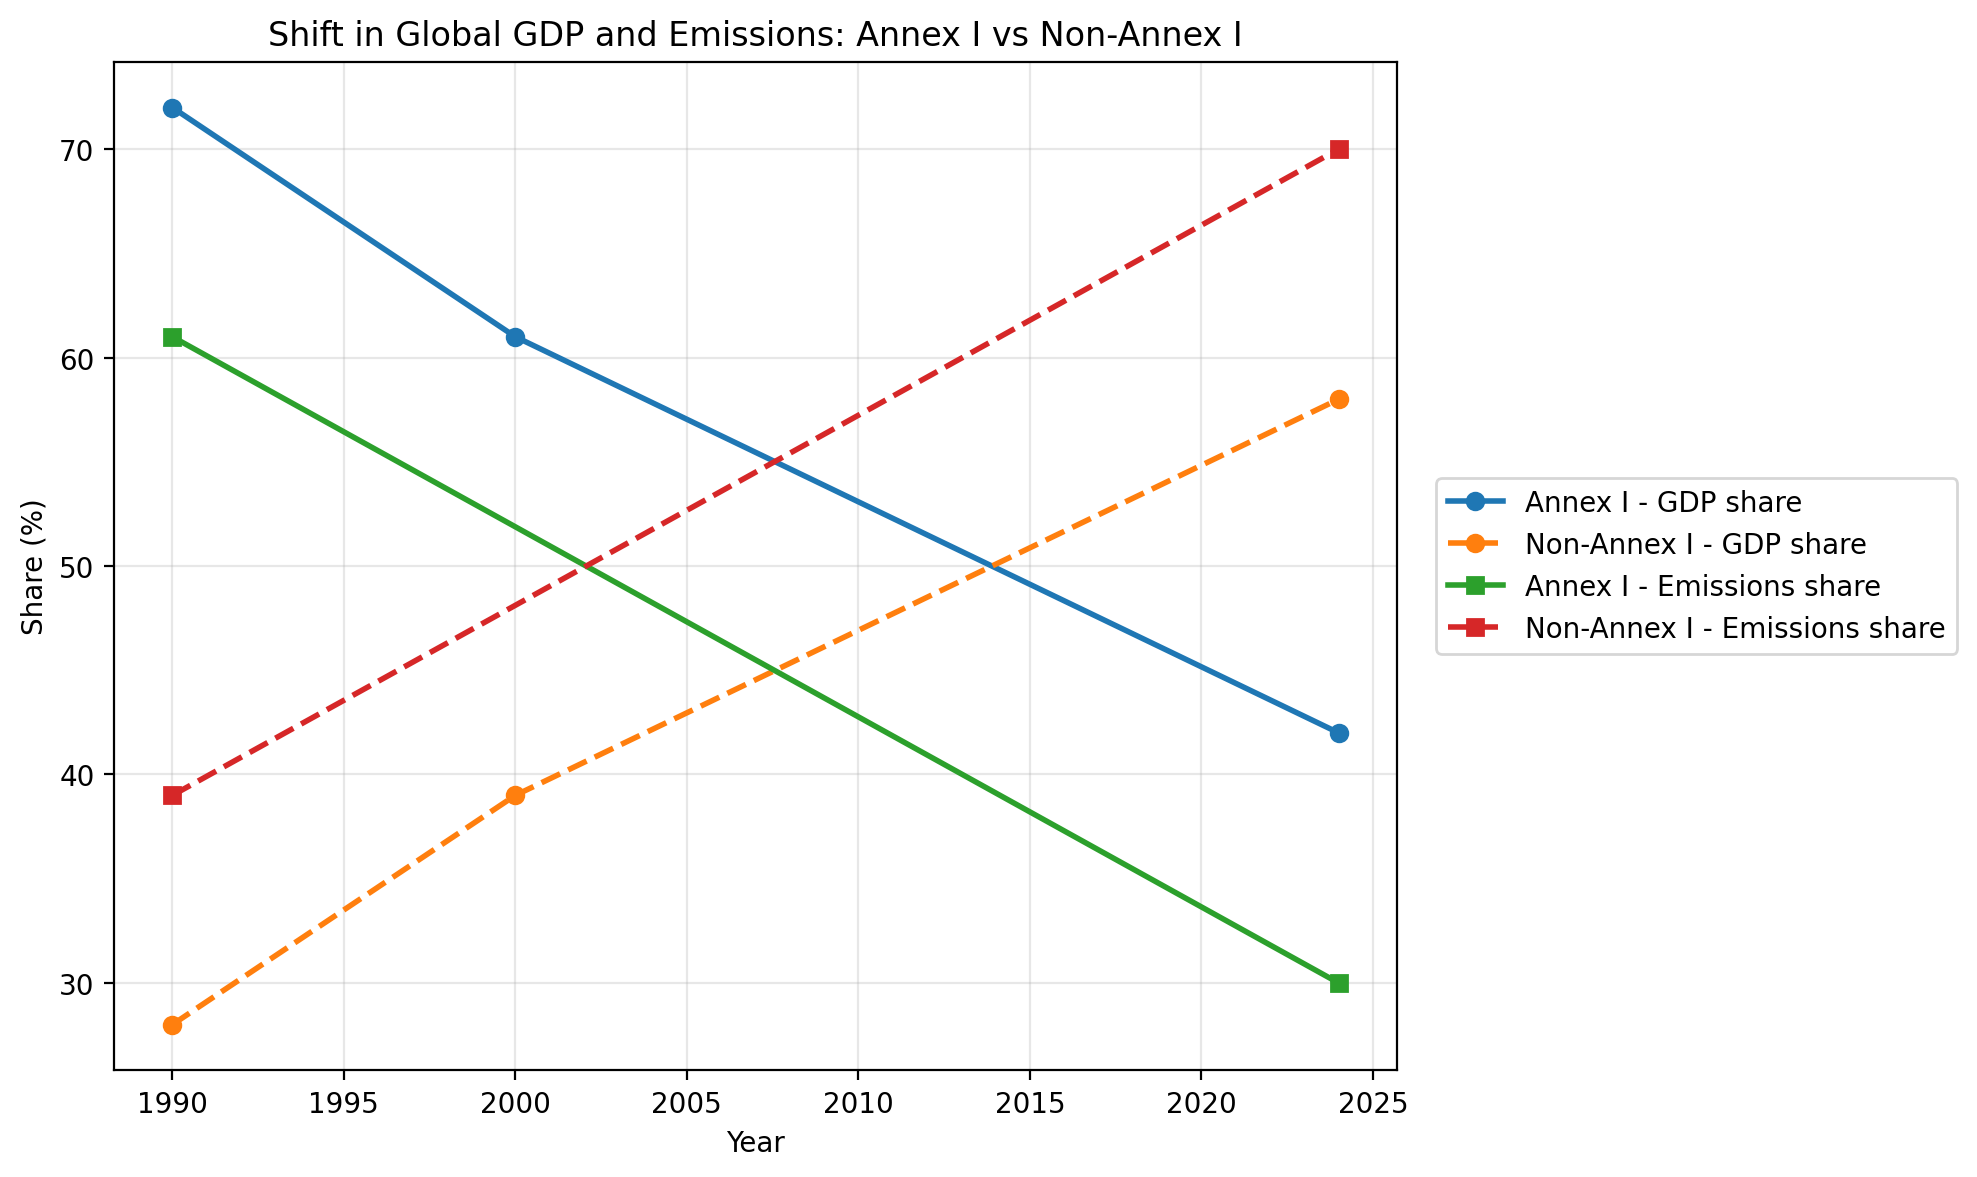 Shift in Global GDP and Emissions: Annex I vs Non-Annex I
Share (%)
70
60
50
40
30
1990 1995 2000 2005 2010 2015 2020 2025
Year
Annex I - GDP share
Non-Annex I - GDP share
Annex I - Emissions share
Non-Annex I - Emissions share